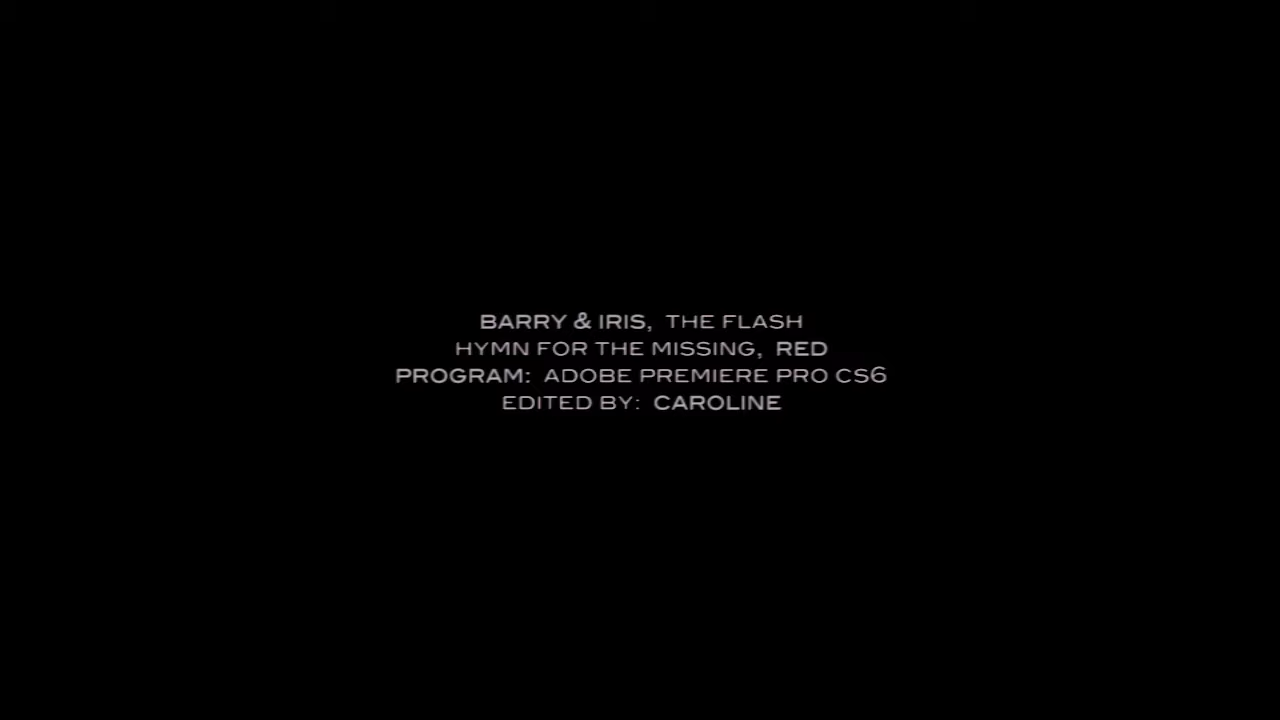 BARRY & IRIS, THE FLASH
HYMN FOR THE MISSING, RED
PROGRAM: ADOBE PREMIERE PRO CS6
EDITED BY: CAROLINE